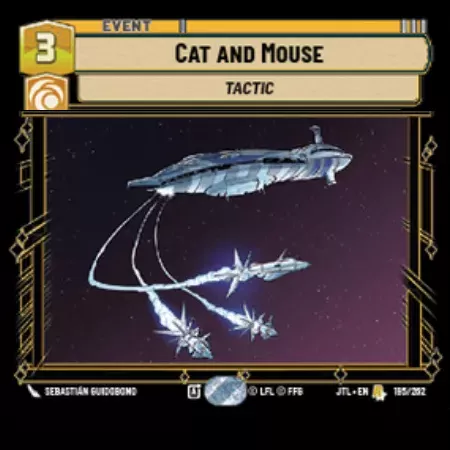 EVENT
3
CAT AND MOUSE
TACTIC
SEBASTIÁN GUIDOBONO
A
© LFL © FFG
JTL • EN
195/262